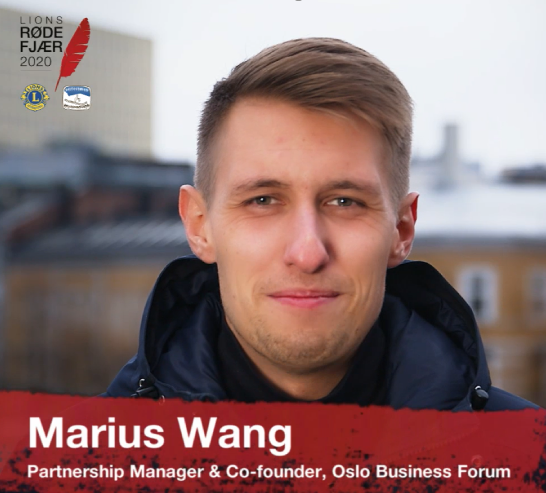 LIONS
RØDE
FJÆR
2020
Marius Wang
Partnership Manager & Co-founder, Oslo Business Forum